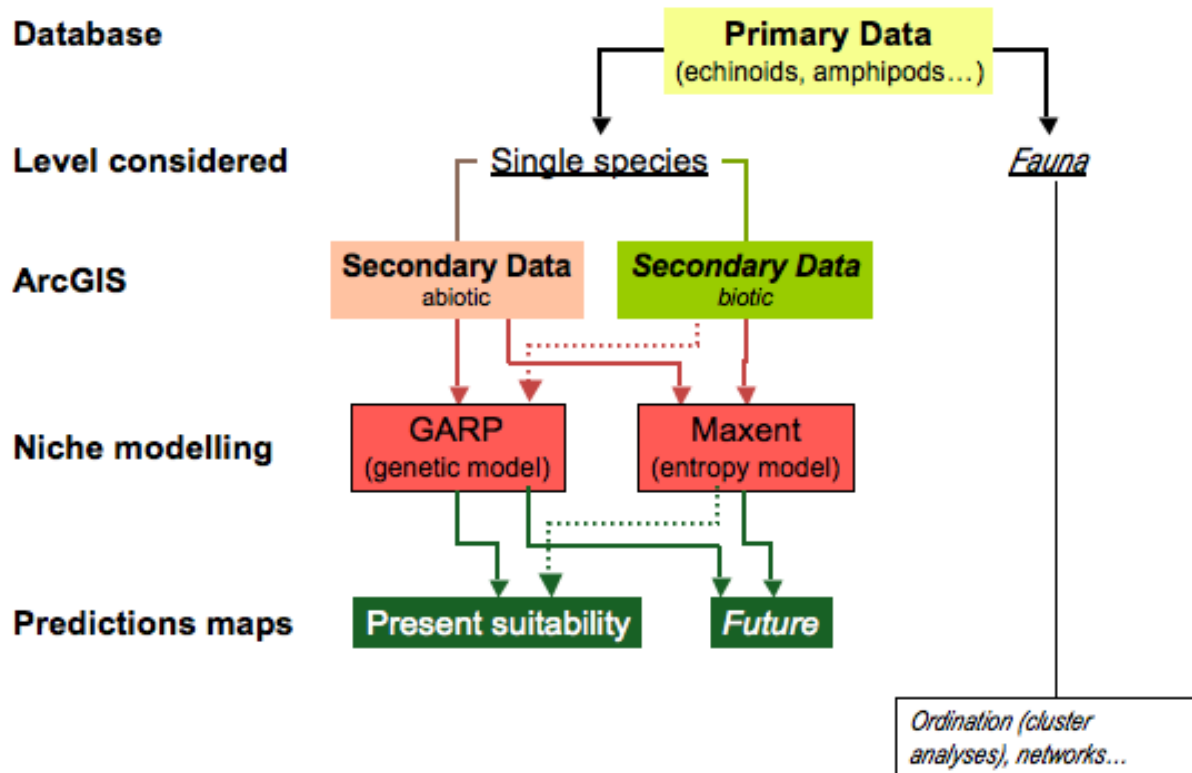 Database
Primary Data
(echinoids, amphipods…)
Level considered
Single species
Fauna
ArcGIS
Secondary Data
abiotic
Secondary Data
biotic
Niche modelling
GARP
(genetic model)
Maxent
(entropy model)
Predictions maps
Present suitability
Future
Ordination (cluster
analyses), networks…